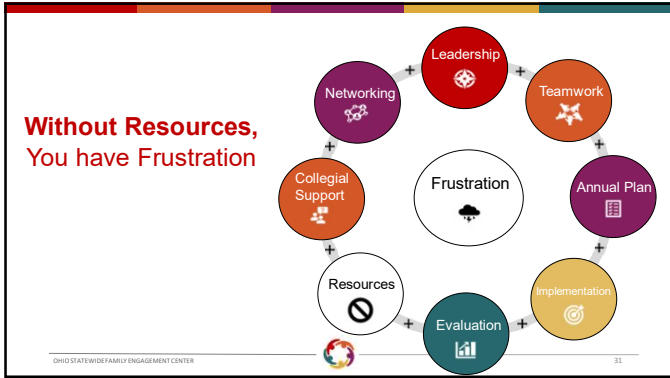 Without Resources,
You have Frustration
Leadership
Teamwork
Annual Plan
Implementation
Evaluation
Resources
Collegial
Support
Networking
Frustration
+
+
+
+
+
+
+
+
OHIO STATEWIDE FAMILY ENGAGEMENT CENTER
31